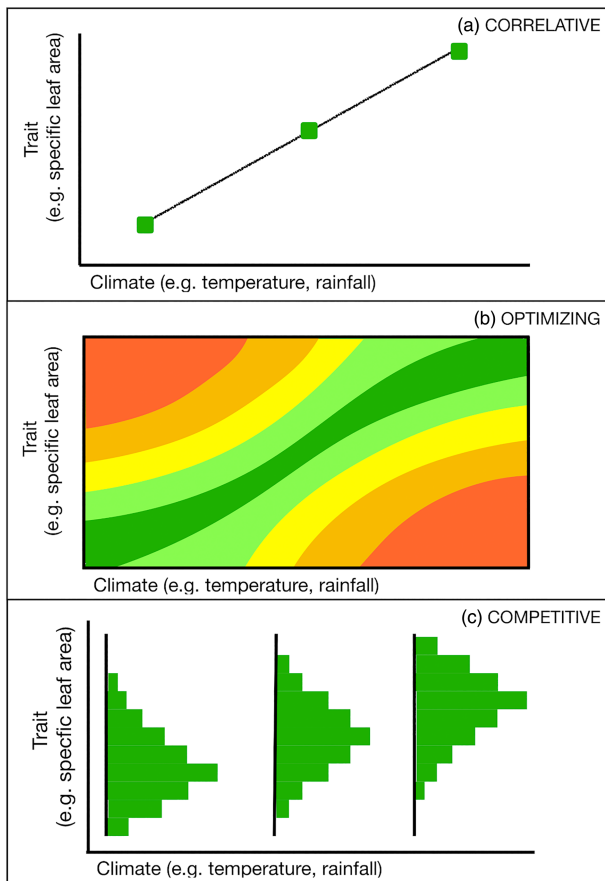 (a) CORRELATIVE
Trait
(e.g. specific leaf area)
Climate (e.g. temperature, rainfall)
(b) OPTIMIZING
Trait
(e.g. specific leaf area)
Climate (e.g. temperature, rainfall)
(c) COMPETITIVE
Trait
(e.g. specfic leaf area)
Climate (e.g. temperature, rainfall)